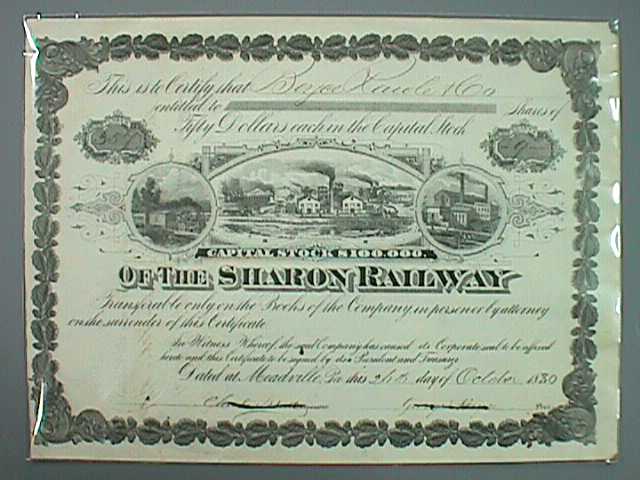 This is to Certify that & Co
entitled to Shares of
Fifty Dollars each in the Capital Stock
CAPITAL STOCK $100.000.
OF THE SHARON RAILWAY
Transferable only on the Books of the Company in person or by attorney
on the surrender of this Certificate
In Witness Whereof, the said Company has caused its Corporate seal to be affixed
hereto and this Certificate to be signed by its President and Treasurer
Dated at Meadville, Pa this day of October 1880